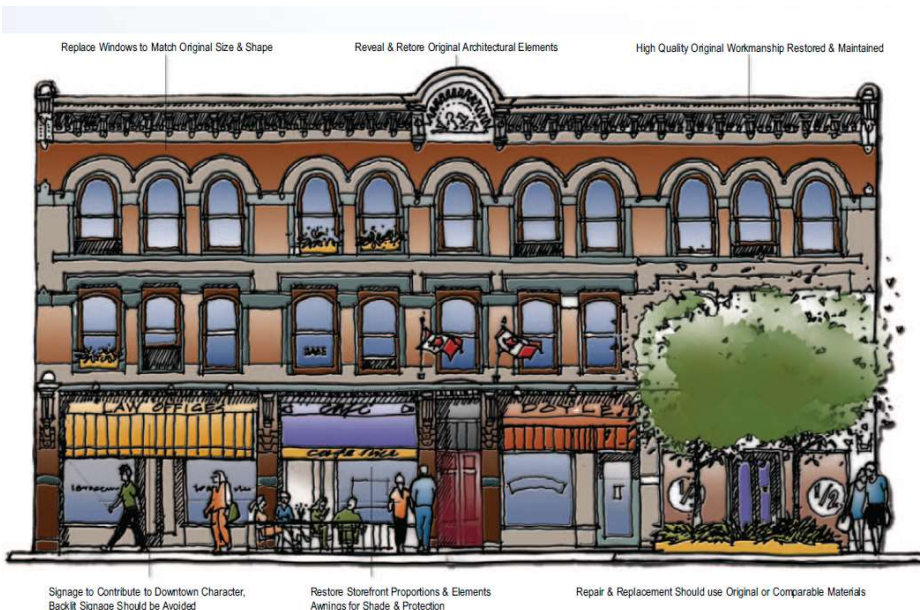 Replace Windows to Match Original Size & Shape
Reveal & Retore Original Architectural Elements
High Quality Original Workmanship Restored & Maintained
LAW OFFICES
DOYLE
1/2
Signage to Contribute to Downtown Character,
Backlit Signage Should be Avoided
Restore Storefront Proportions & Elements
Awnings for Shade & Protection
Repair & Replacement Should use Original or Comparable Materials